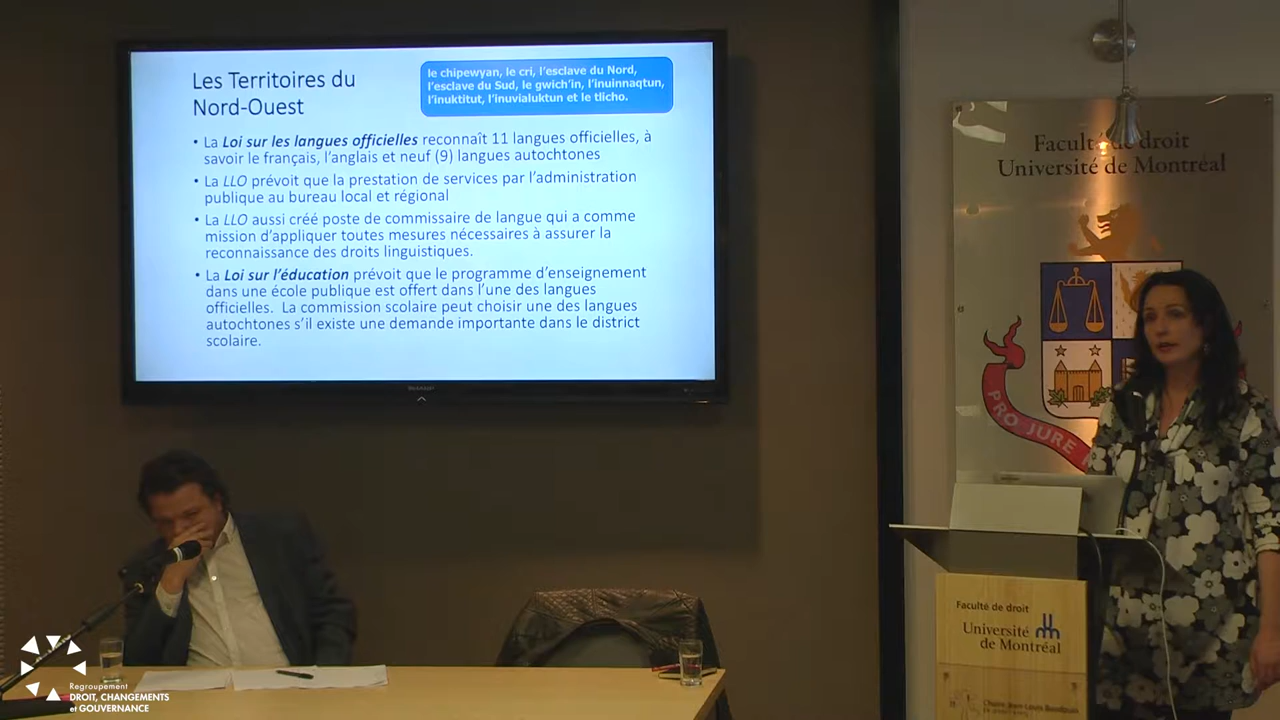 Les Territoires du
Nord-Ouest
le chipewyan, le cri, l'esclave du Nord,
l'esclave du Sud, le gwich'in, l'inuinnaqtun,
l'inuktitut, l'inuvialuktun et le tlicho.
• La Loi sur les langues officielles reconnaît 11 langues officielles, à
savoir le français, l'anglais et neuf (9) langues autochtones
• La LLO prévoit que la prestation de services par l'administration
publique au bureau local et régional
• La LLO aussi créé poste de commissaire de langue qui a comme
mission d'appliquer toutes mesures nécessaires à assurer la
reconnaissance des droits linguistiques.
• La Loi sur l'éducation prévoit que le programme d'enseignement
dans une école publique est offert dans l'une des langues
officielles. La commission scolaire peut choisir une des langues
autochtones s'il existe une demande importante dans le district
scolaire.
SHARP
Faculté de droit
Université de Montréal
PRO JURE
Faculté de droit
Université
de Montréal
Chaire Jean-Louis Baudouin
Regroupement
DROIT, CHANGEMENTS
et GOUVERNANCE